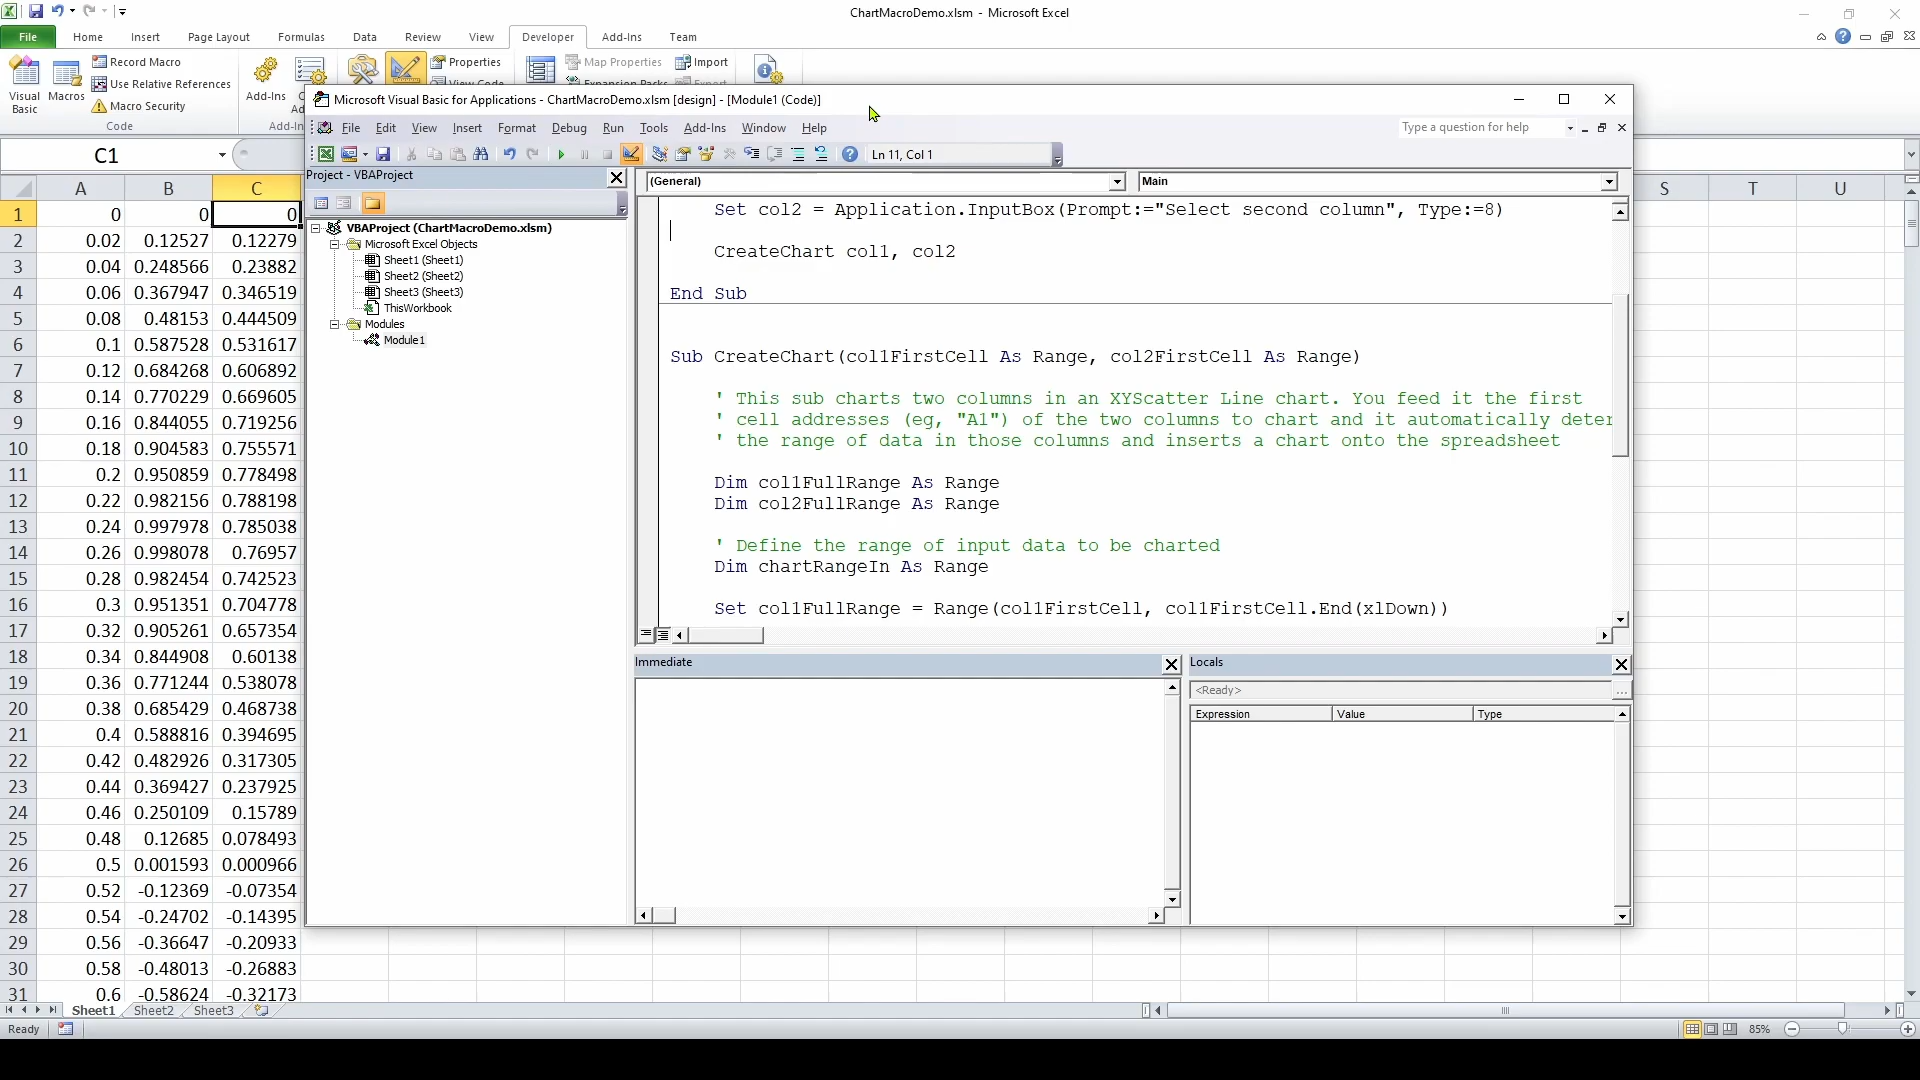 ChartMacroDemo.xlsm - Microsoft Excel
File Home Insert Page Layout Formulas Data Review View Developer Add-Ins Team
Visual Basic
Macros
Record Macro
Use Relative References
Macro Security
Code
Add-Ins
Add-In
Properties
View Code
Map Properties
Expansion Packs
Import
Export
Microsoft Visual Basic for Applications - ChartMacroDemo.xlsm [design] - [Module1 (Code)]
File Edit View Insert Format Debug Run Tools Add-Ins Window Help
Type a question for help
Ln 11, Col 1
C1
Project - VBAProject
VBAProject (ChartMacroDemo.xlsm)
Microsoft Excel Objects
Sheet1 (Sheet1)
Sheet2 (Sheet2)
Sheet3 (Sheet3)
ThisWorkbook
Modules
Module1
(General) Main
Set col2 = Application.InputBox(Prompt:="Select second column", Type:=8)
CreateChart col1, col2
End Sub
Sub CreateChart(col1FirstCell As Range, col2FirstCell As Range)
' This sub charts two columns in an XYScatter Line chart. You feed it the first
' cell addresses (eg, "A1") of the two columns to chart and it automatically deter
' the range of data in those columns and inserts a chart onto the spreadsheet
Dim col1FullRange As Range
Dim col2FullRange As Range
' Define the range of input data to be charted
Dim chartRangeIn As Range
Set col1FullRange = Range(col1FirstCell, col1FirstCell.End(xlDown))
Immediate
Locals
<Ready>
Expression Value Type
A B C S T U
1 0 0 0
2 0.02 0.12527 0.12279
3 0.04 0.248566 0.23882
4 0.06 0.367947 0.346519
5 0.08 0.48153 0.444509
6 0.1 0.587528 0.531617
7 0.12 0.684268 0.606892
8 0.14 0.770229 0.669605
9 0.16 0.844055 0.719256
10 0.18 0.904583 0.755571
11 0.2 0.950859 0.778498
12 0.22 0.982156 0.788198
13 0.24 0.997978 0.785038
14 0.26 0.998078 0.76957
15 0.28 0.982454 0.742523
16 0.3 0.951351 0.704778
17 0.32 0.905261 0.657354
18 0.34 0.844908 0.60138
19 0.36 0.771244 0.538078
20 0.38 0.685429 0.468738
21 0.4 0.588816 0.394695
22 0.42 0.482926 0.317305
23 0.44 0.369427 0.237925
24 0.46 0.250109 0.15789
25 0.48 0.12685 0.078493
26 0.5 0.001593 0.000966
27 0.52 -0.12369 -0.07354
28 0.54 -0.24702 -0.14395
29 0.56 -0.36647 -0.20933
30 0.58 -0.48013 -0.26883
31 0.6 -0.58624 -0.32173
Sheet1 Sheet2 Sheet3
Ready
85%